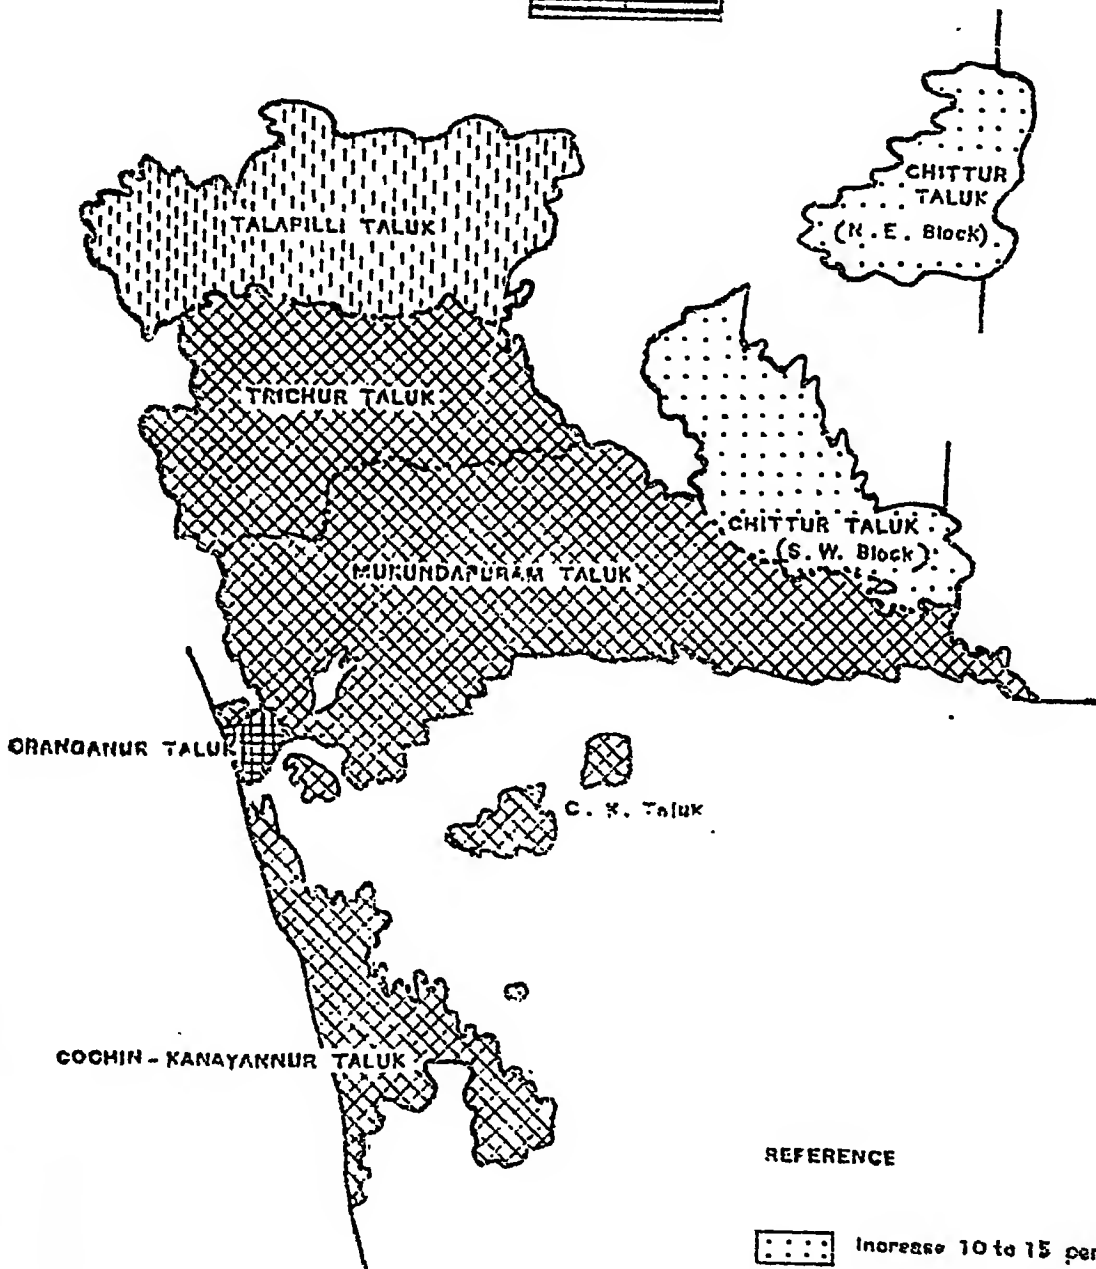 CHITTUR
TALUK
(N. E. Block)
TALAPILLI TALUK
TRICHUR TALUK
CHITTUR TALUK
(S. W. Block)
MUKUNDAPURAM TALUK
CRANGANUR TALUK
C. K. Taluk
COCHIN - KANAYANNUR TALUK
REFERENCE
Increase 10 to 15 per